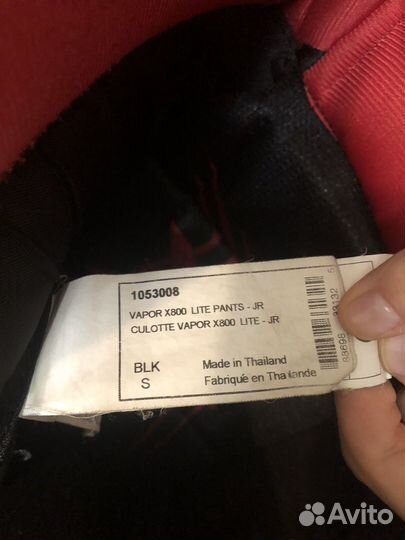 1053008
VAPOR X800 LITE PANTS - JR
CULOTTE VAPOR X800 LITE - JR
BLK
S
Made in Thailand
Fabriqué en Thaïlande
Avito